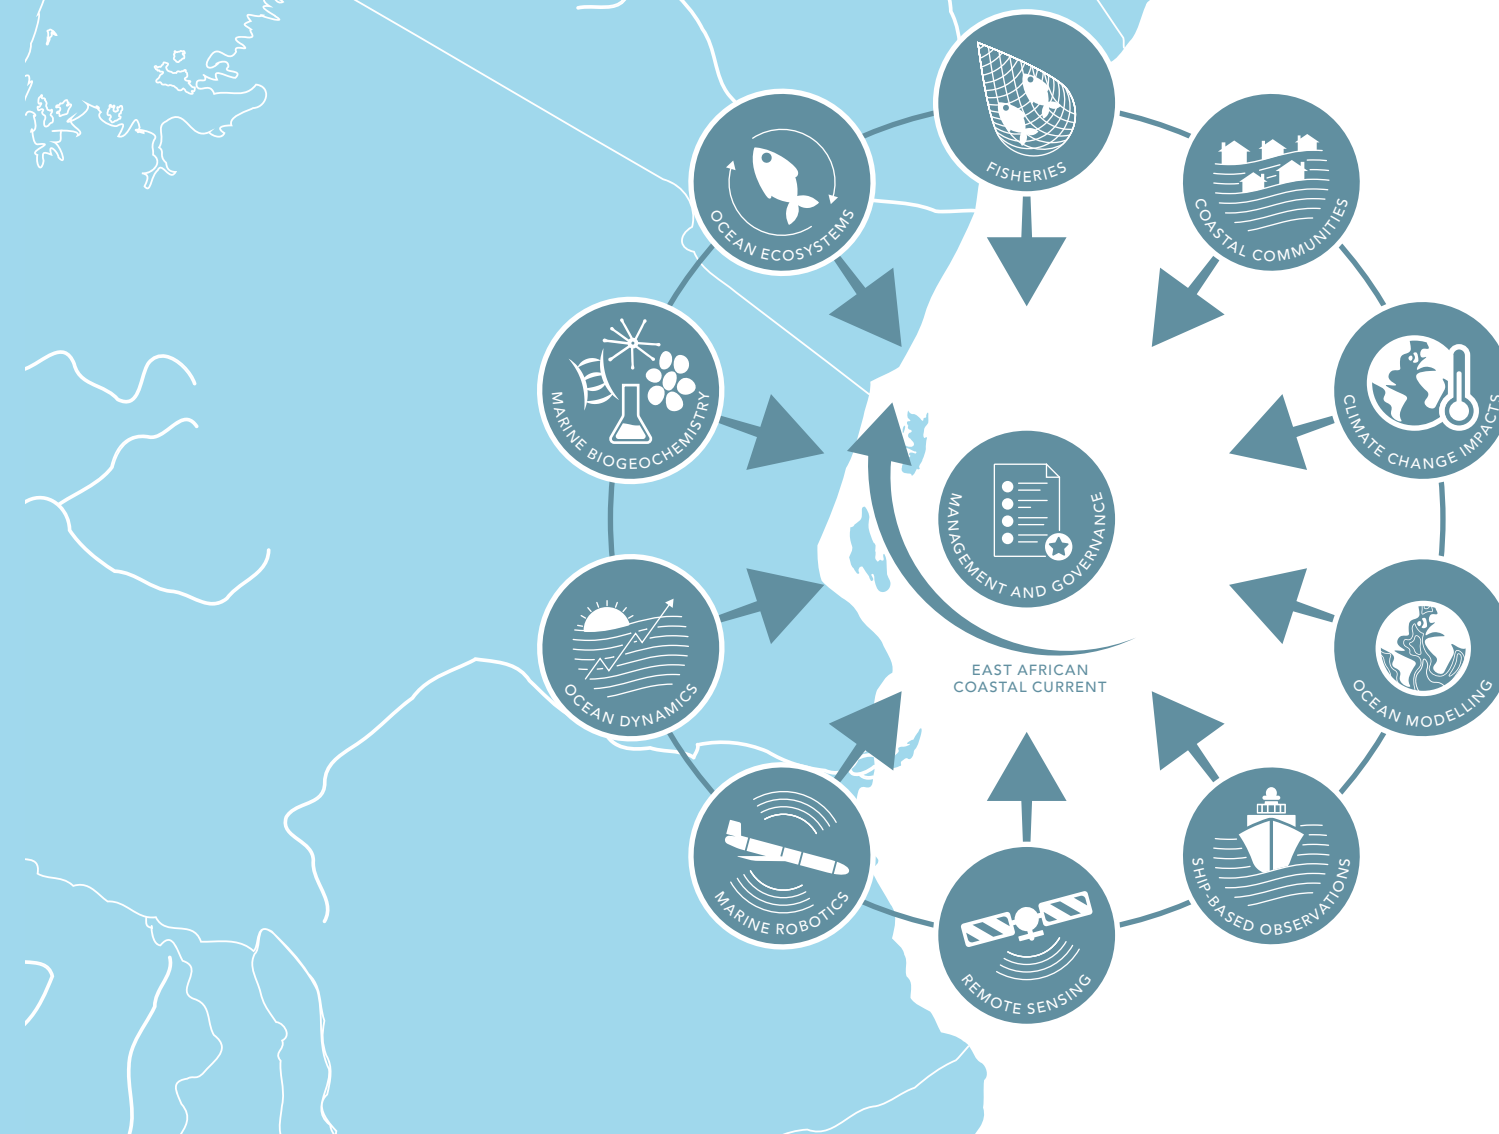 FISHERIES
COASTAL COMMUNITIES
CLIMATE CHANGE IMPACTS
OCEAN MODELLING
SHIP-BASED OBSERVATIONS
REMOTE SENSING
MARINE ROBOTICS
OCEAN DYNAMICS
MARINE BIOGEOCHEMISTRY
OCEAN ECOSYSTEMS
MANAGEMENT AND GOVERNANCE
EAST AFRICAN
COASTAL CURRENT